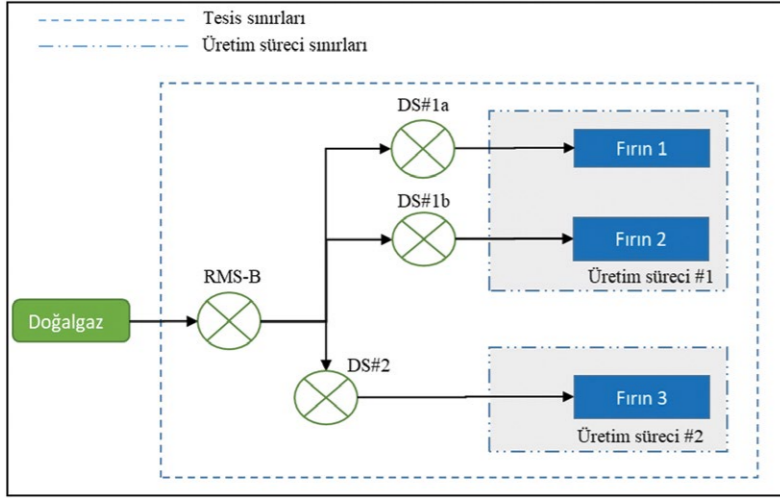 Tesis sınırları
Üretim süreci sınırları
DS#1a
Fırın 1
DS#1b
Fırın 2
Üretim süreci #1
RMS-B
Doğalgaz
DS#2
Fırın 3
Üretim süreci #2